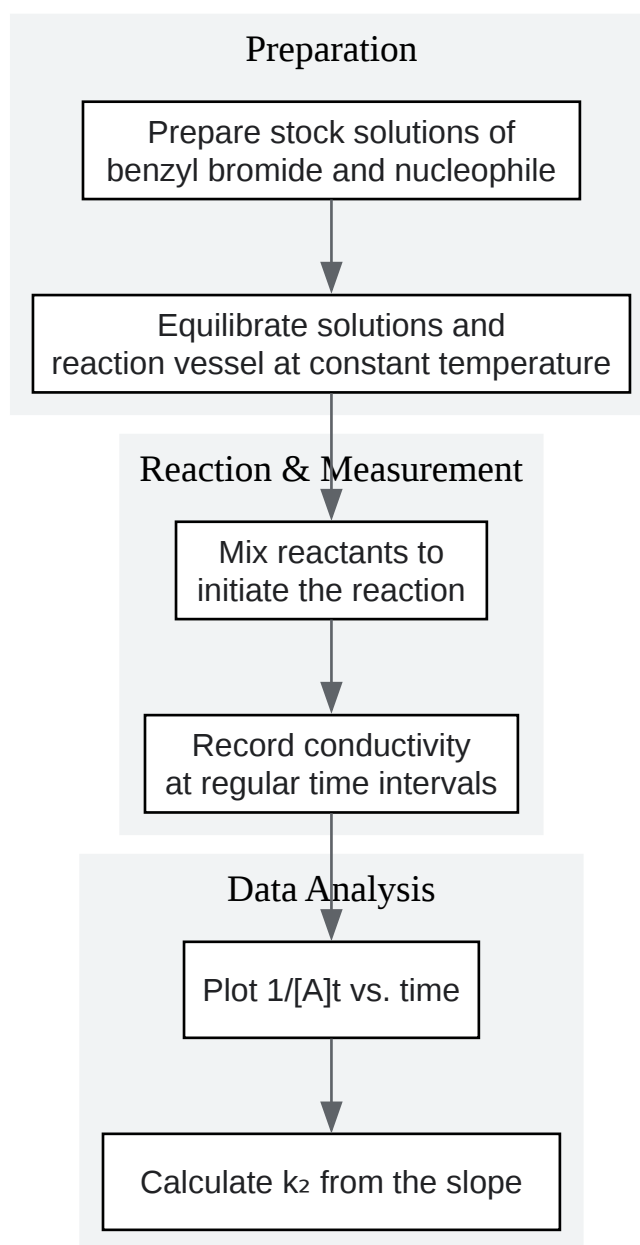 Preparation
Prepare stock solutions of
benzyl bromide and nucleophile
Equilibrate solutions and
reaction vessel at constant temperature
Reaction & Measurement
Mix reactants to
initiate the reaction
Record conductivity
at regular time intervals
Data Analysis
Plot 1/[A]t vs. time
Calculate k₂ from the slope